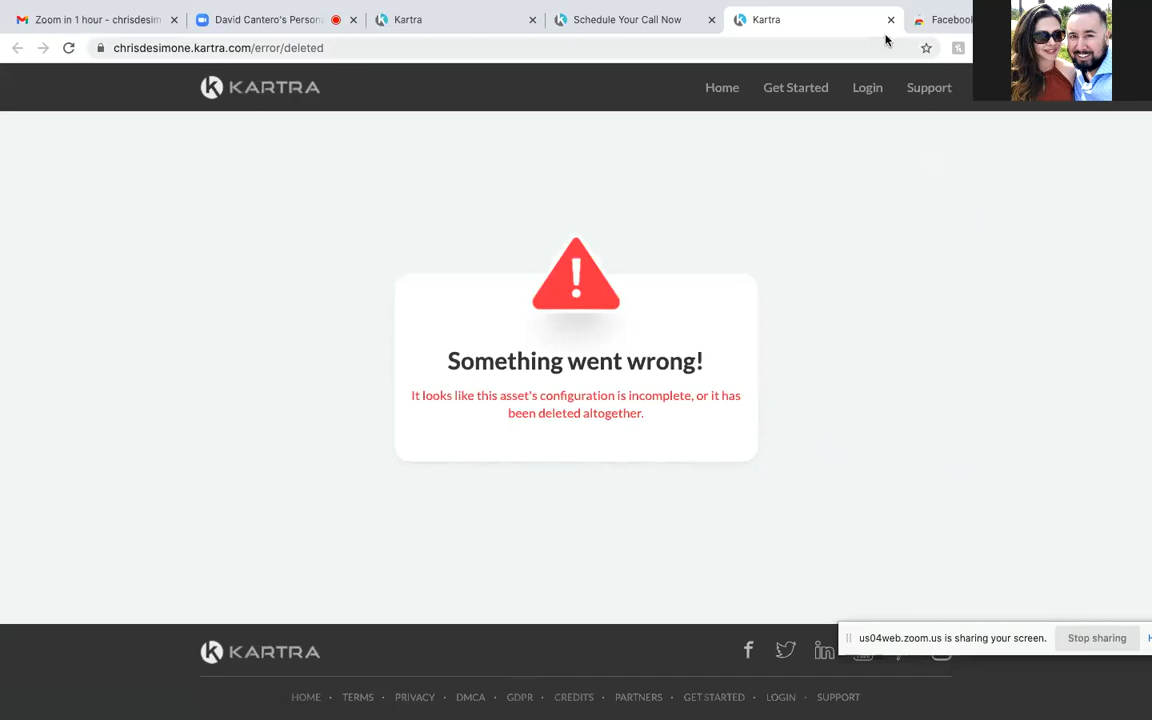 Zoom in 1 hour - chrisdesim
David Cantero's Persona
Kartra
Schedule Your Call Now
Kartra
Facebook
chrisdesimone.kartra.com/error/deleted
KARTRA
Home
Get Started
Login
Support
!
Something went wrong!
It looks like this asset's configuration is incomplete, or it has
been deleted altogether.
us04web.zoom.us is sharing your screen.
Stop sharing
KARTRA
HOME • TERMS • PRIVACY • DMCA • GDPR • CREDITS • PARTNERS • GET STARTED • LOGIN • SUPPORT